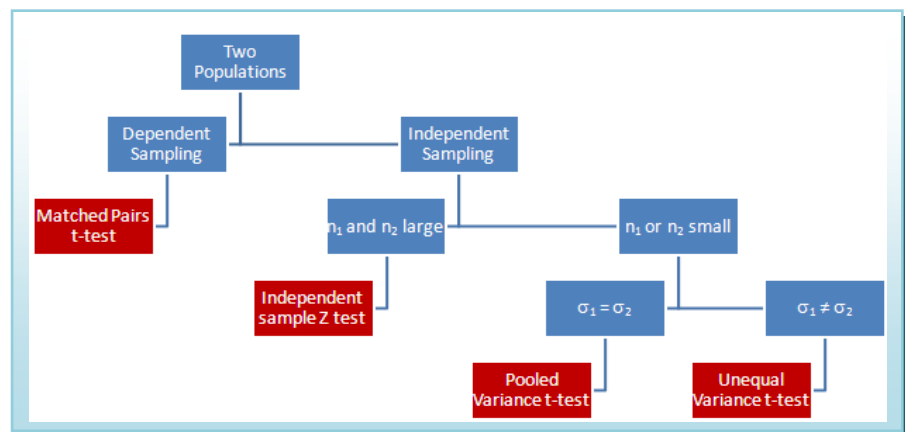 Two
Populations
Dependent
Sampling
Independent
Sampling
Matched Pairs
t-test
n₁ and n₂ large
n₁ or n₂ small
Independent
sample Z test
σ₁ = σ₂
σ₁ ≠ σ₂
Pooled
Variance t-test
Unequal
Variance t-test